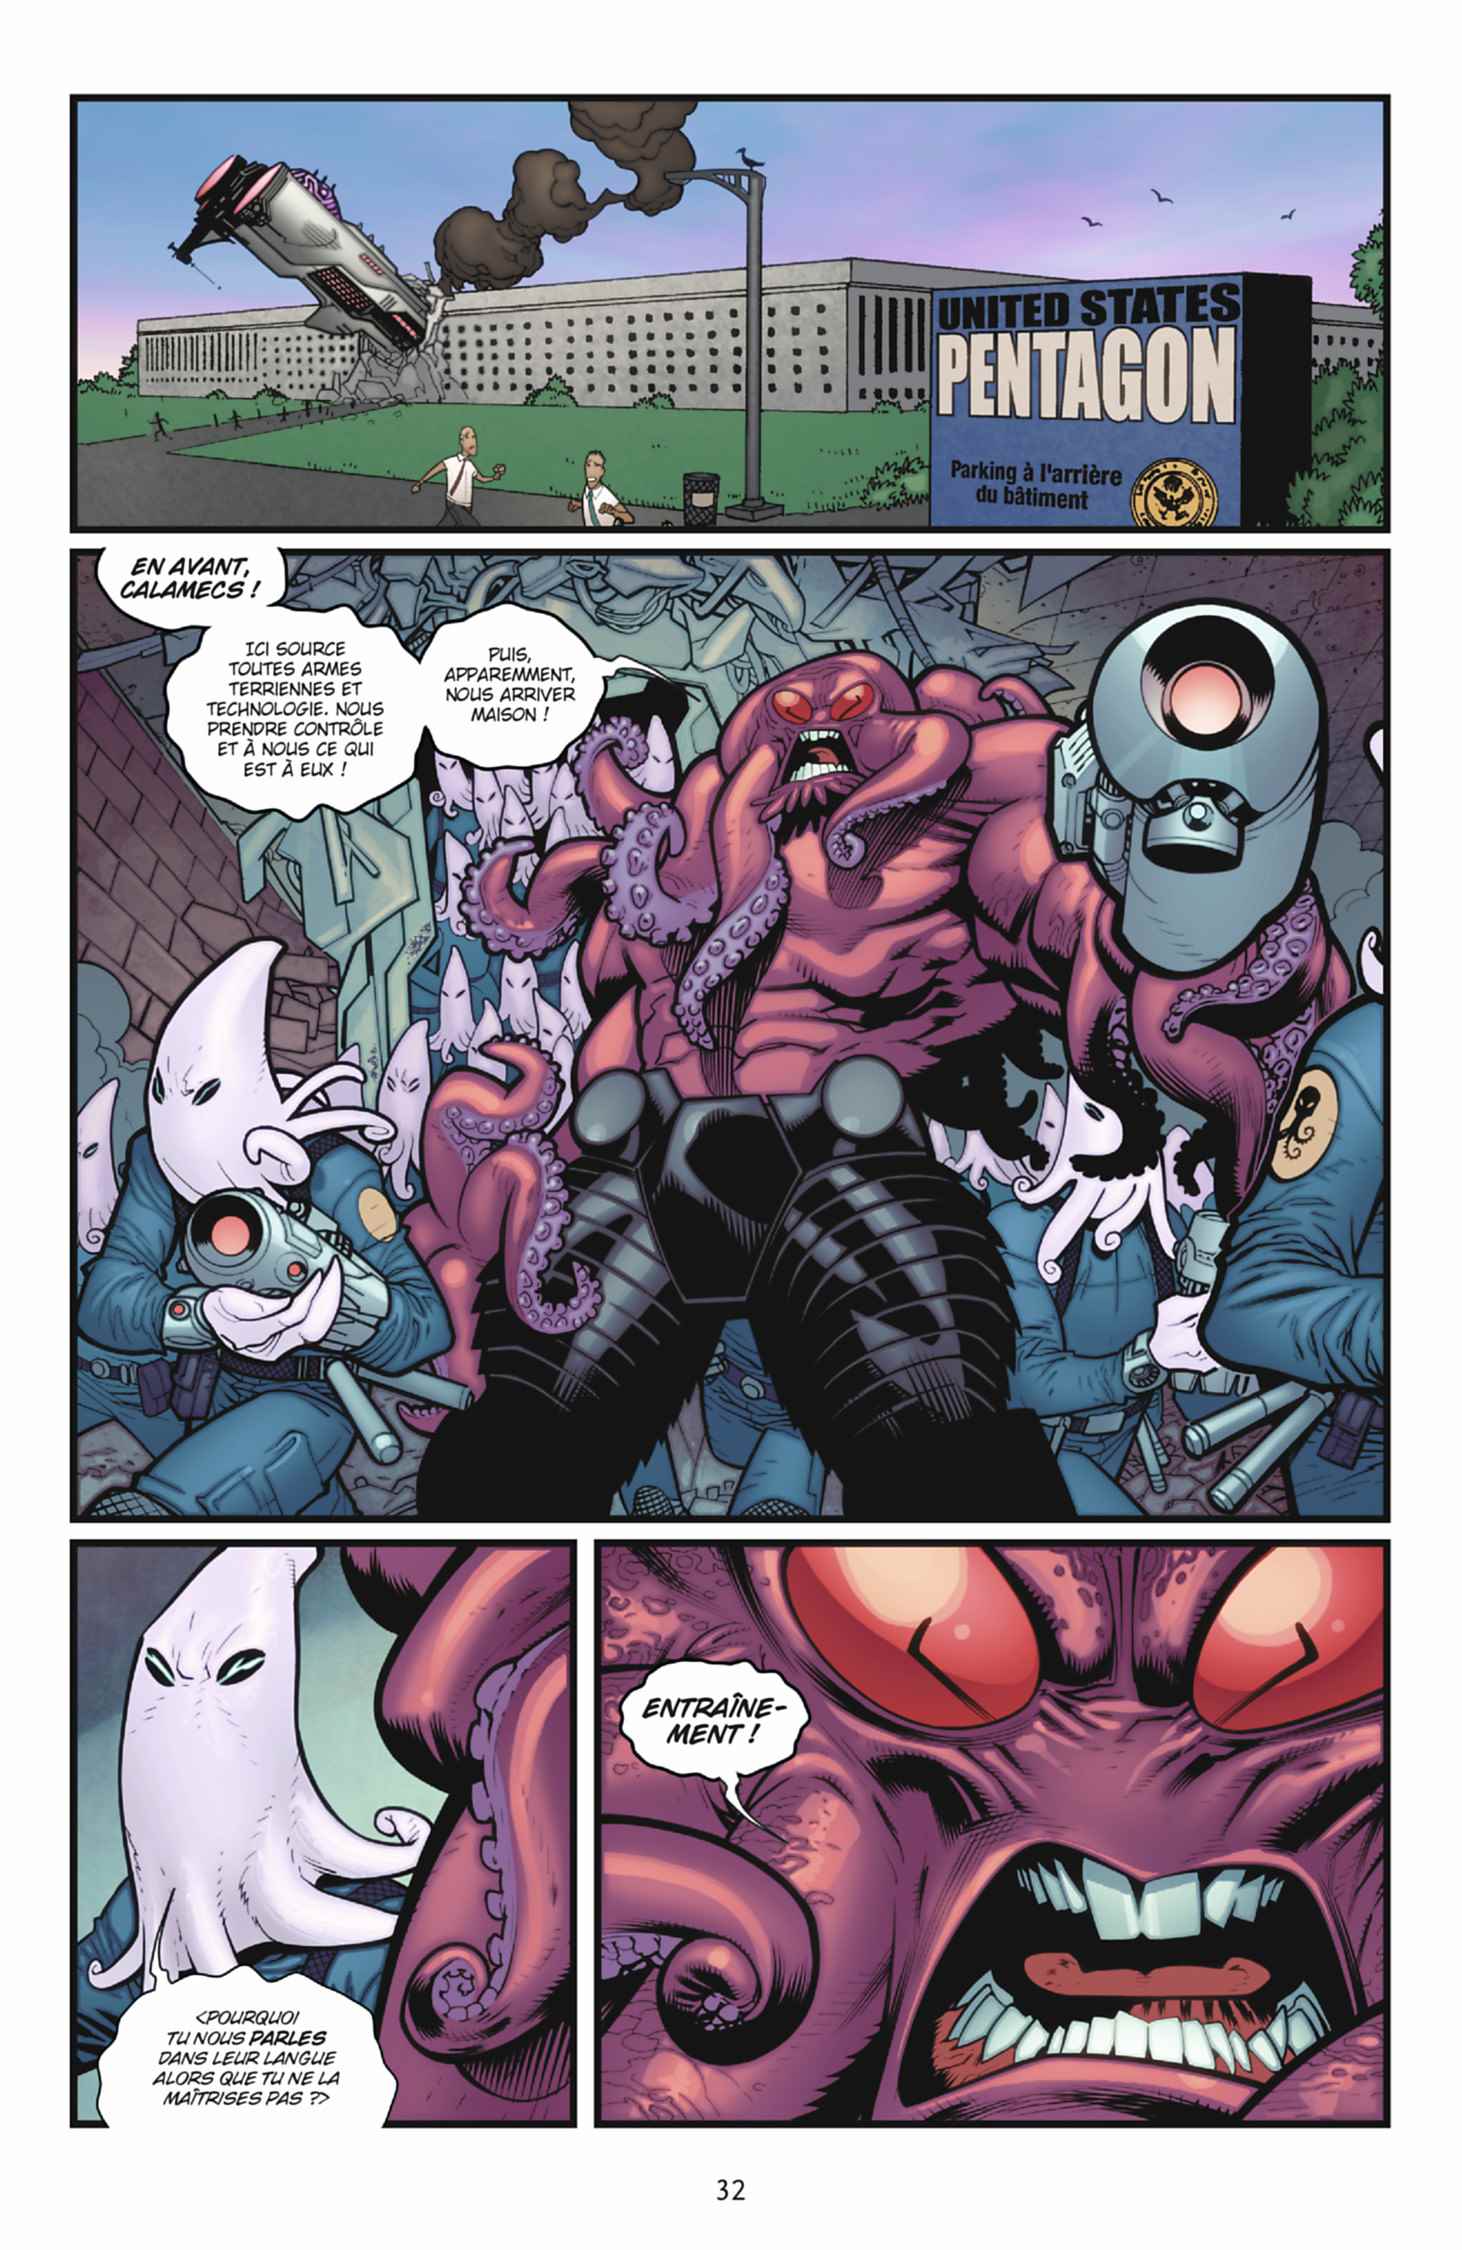 UNITED STATES
PENTAGON
Parking à l'arrière
du bâtiment
EN AVANT,
CALAMECS !
ICI SOURCE
TOUTES ARMES
TERRIENNES ET
TECHNOLOGIE. NOUS
PRENDRE CONTRÔLE
ET À NOUS CE QUI
EST À EUX !
PUIS,
APPAREMMENT,
NOUS ARRIVER
MAISON !
<POURQUOI
TU NOUS PARLES
DANS LEUR LANGUE
ALORS QUE TU NE LA
MAÎTRISES PAS ?>
ENTRAÎNE-
MENT !
32